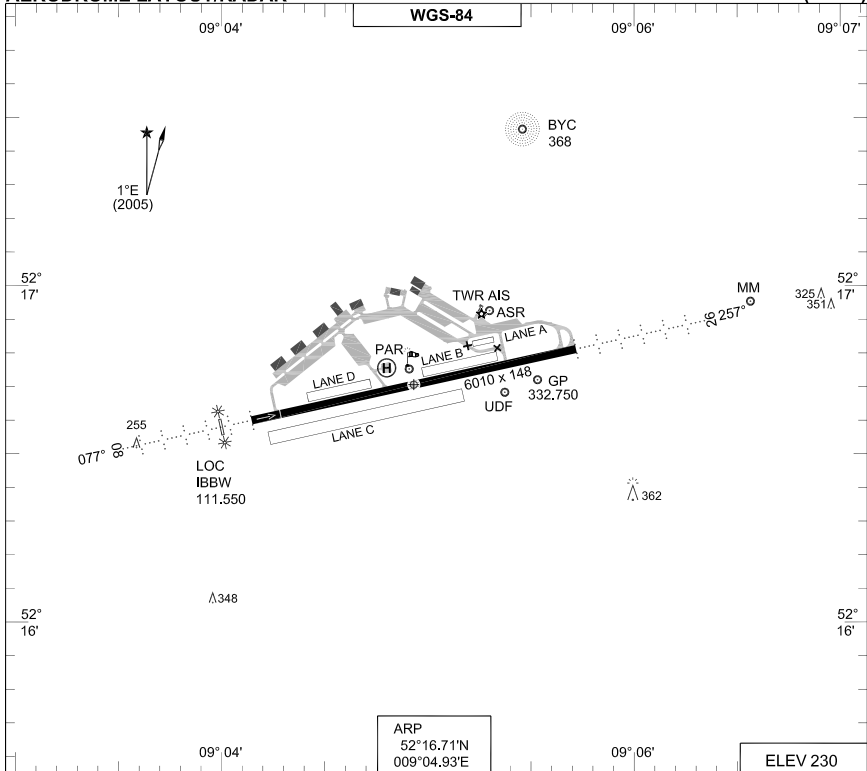 WGS-84
09° 04'
09° 06'
09° 07'
BYC
368
1°E
(2005)
52°
17'
52°
17'
TWR AIS
ASR
MM
325
351
26 257°
PAR
H
LANE A
LANE B
LANE D
6010 x 148
GP
332.750
UDF
LANE C
255
077° 08
LOC
IBBW
111.550
362
348
52°
16'
52°
16'
09° 04'
09° 06'
ARP
52°16.71'N
009°04.93'E
ELEV 230